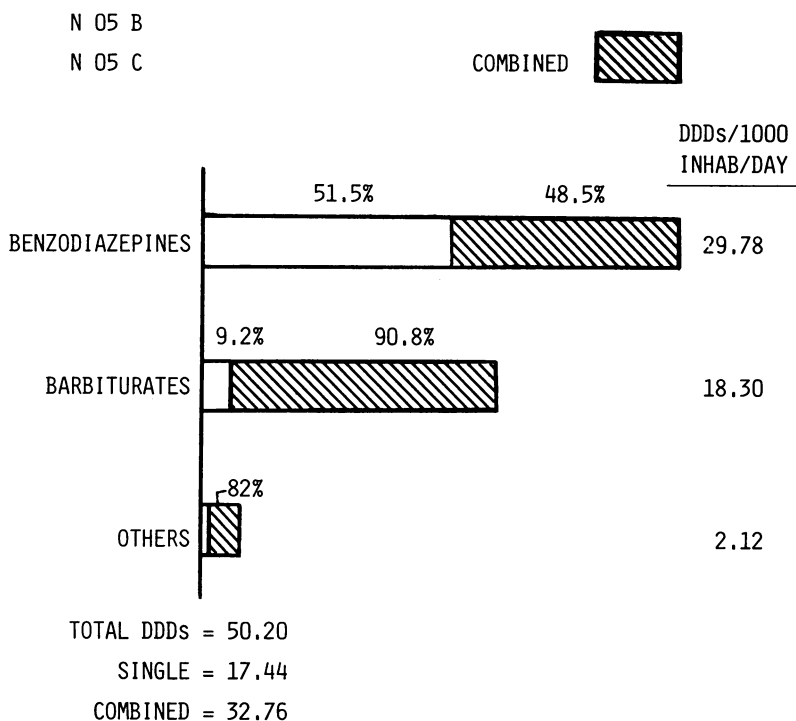 N 05 B
N 05 C
COMBINED
DDDs/1000
INHAB/DAY
51.5% 48.5%
BENZODIAZEPINES 29.78
9.2% 90.8%
BARBITURATES 18.30
82%
OTHERS 2.12
TOTAL DDDs = 50.20
SINGLE = 17.44
COMBINED = 32.76